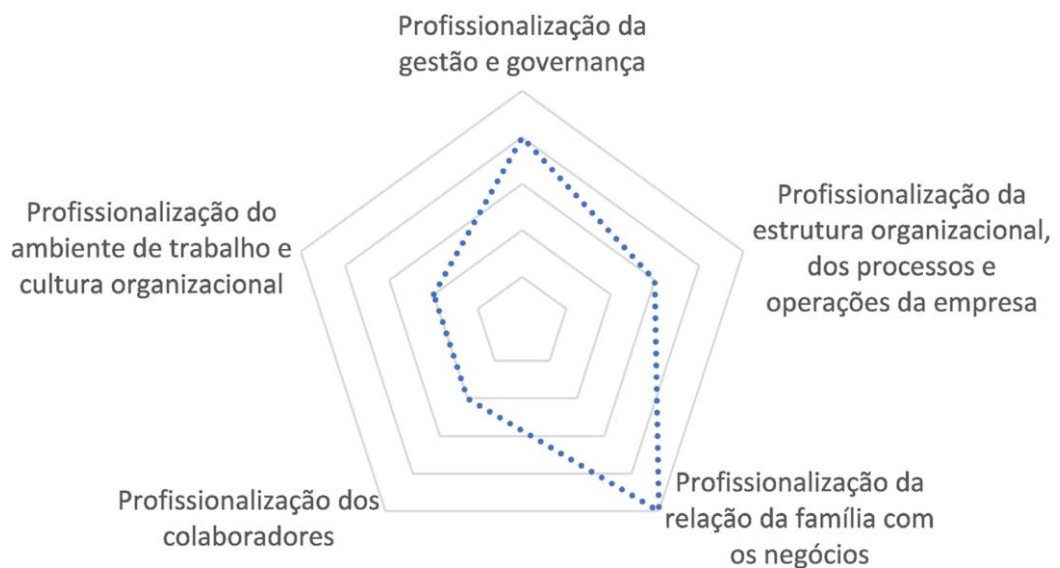 Profissionalização da
gestão e governança
Profissionalização da
estrutura organizacional,
dos processos e
operações da empresa
Profissionalização da
relação da família com
os negócios
Profissionalização dos
colaboradores
Profissionalização do
ambiente de trabalho e
cultura organizacional